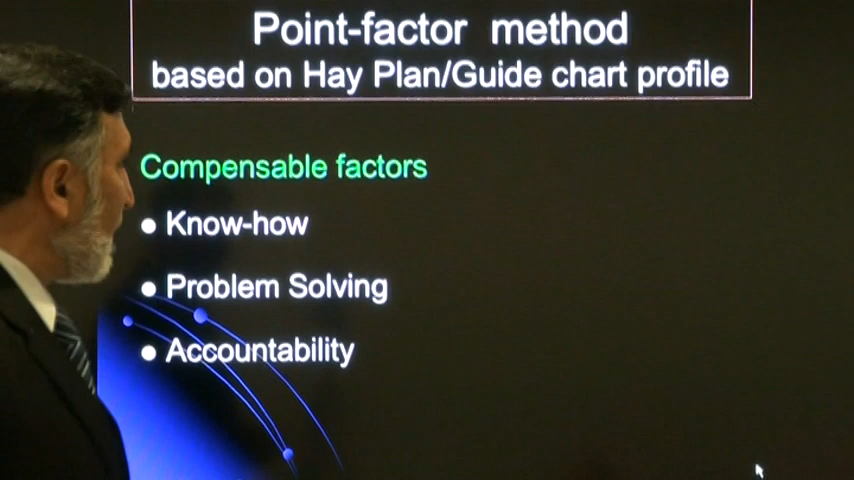 Point-factor method
based on Hay Plan/Guide chart profile
Compensable factors
● Know-how
● Problem Solving
● Accountability